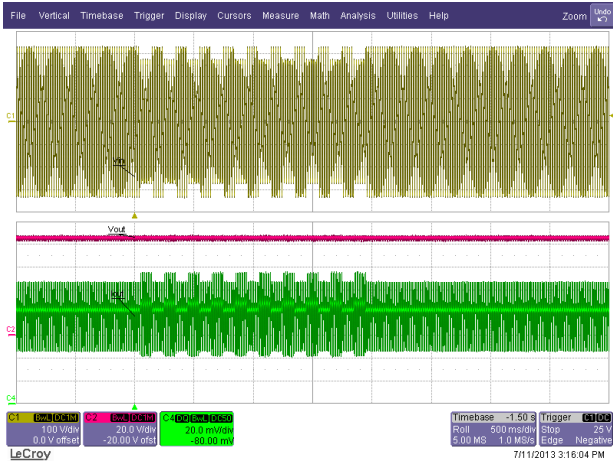 File Vertical Timebase Trigger Display Cursors Measure Math Analysis Utilities Help Zoom Undo
C1
Vin
Vout
Iout
C2
C4
C1 BwL DC1M
100 V/div
0.0 V offset
C2 BwL DC1M
20.0 V/div
-20.00 V ofst
C4 DQ BwL DC50
20.0 mV/div
-80.00 mV
Timebase -1.50 s
Roll 500 ms/div
5.00 MS 1.0 MS/s
Trigger C1 DC
Stop 25 V
Edge Negative
LeCroy
7/11/2013 3:16:04 PM